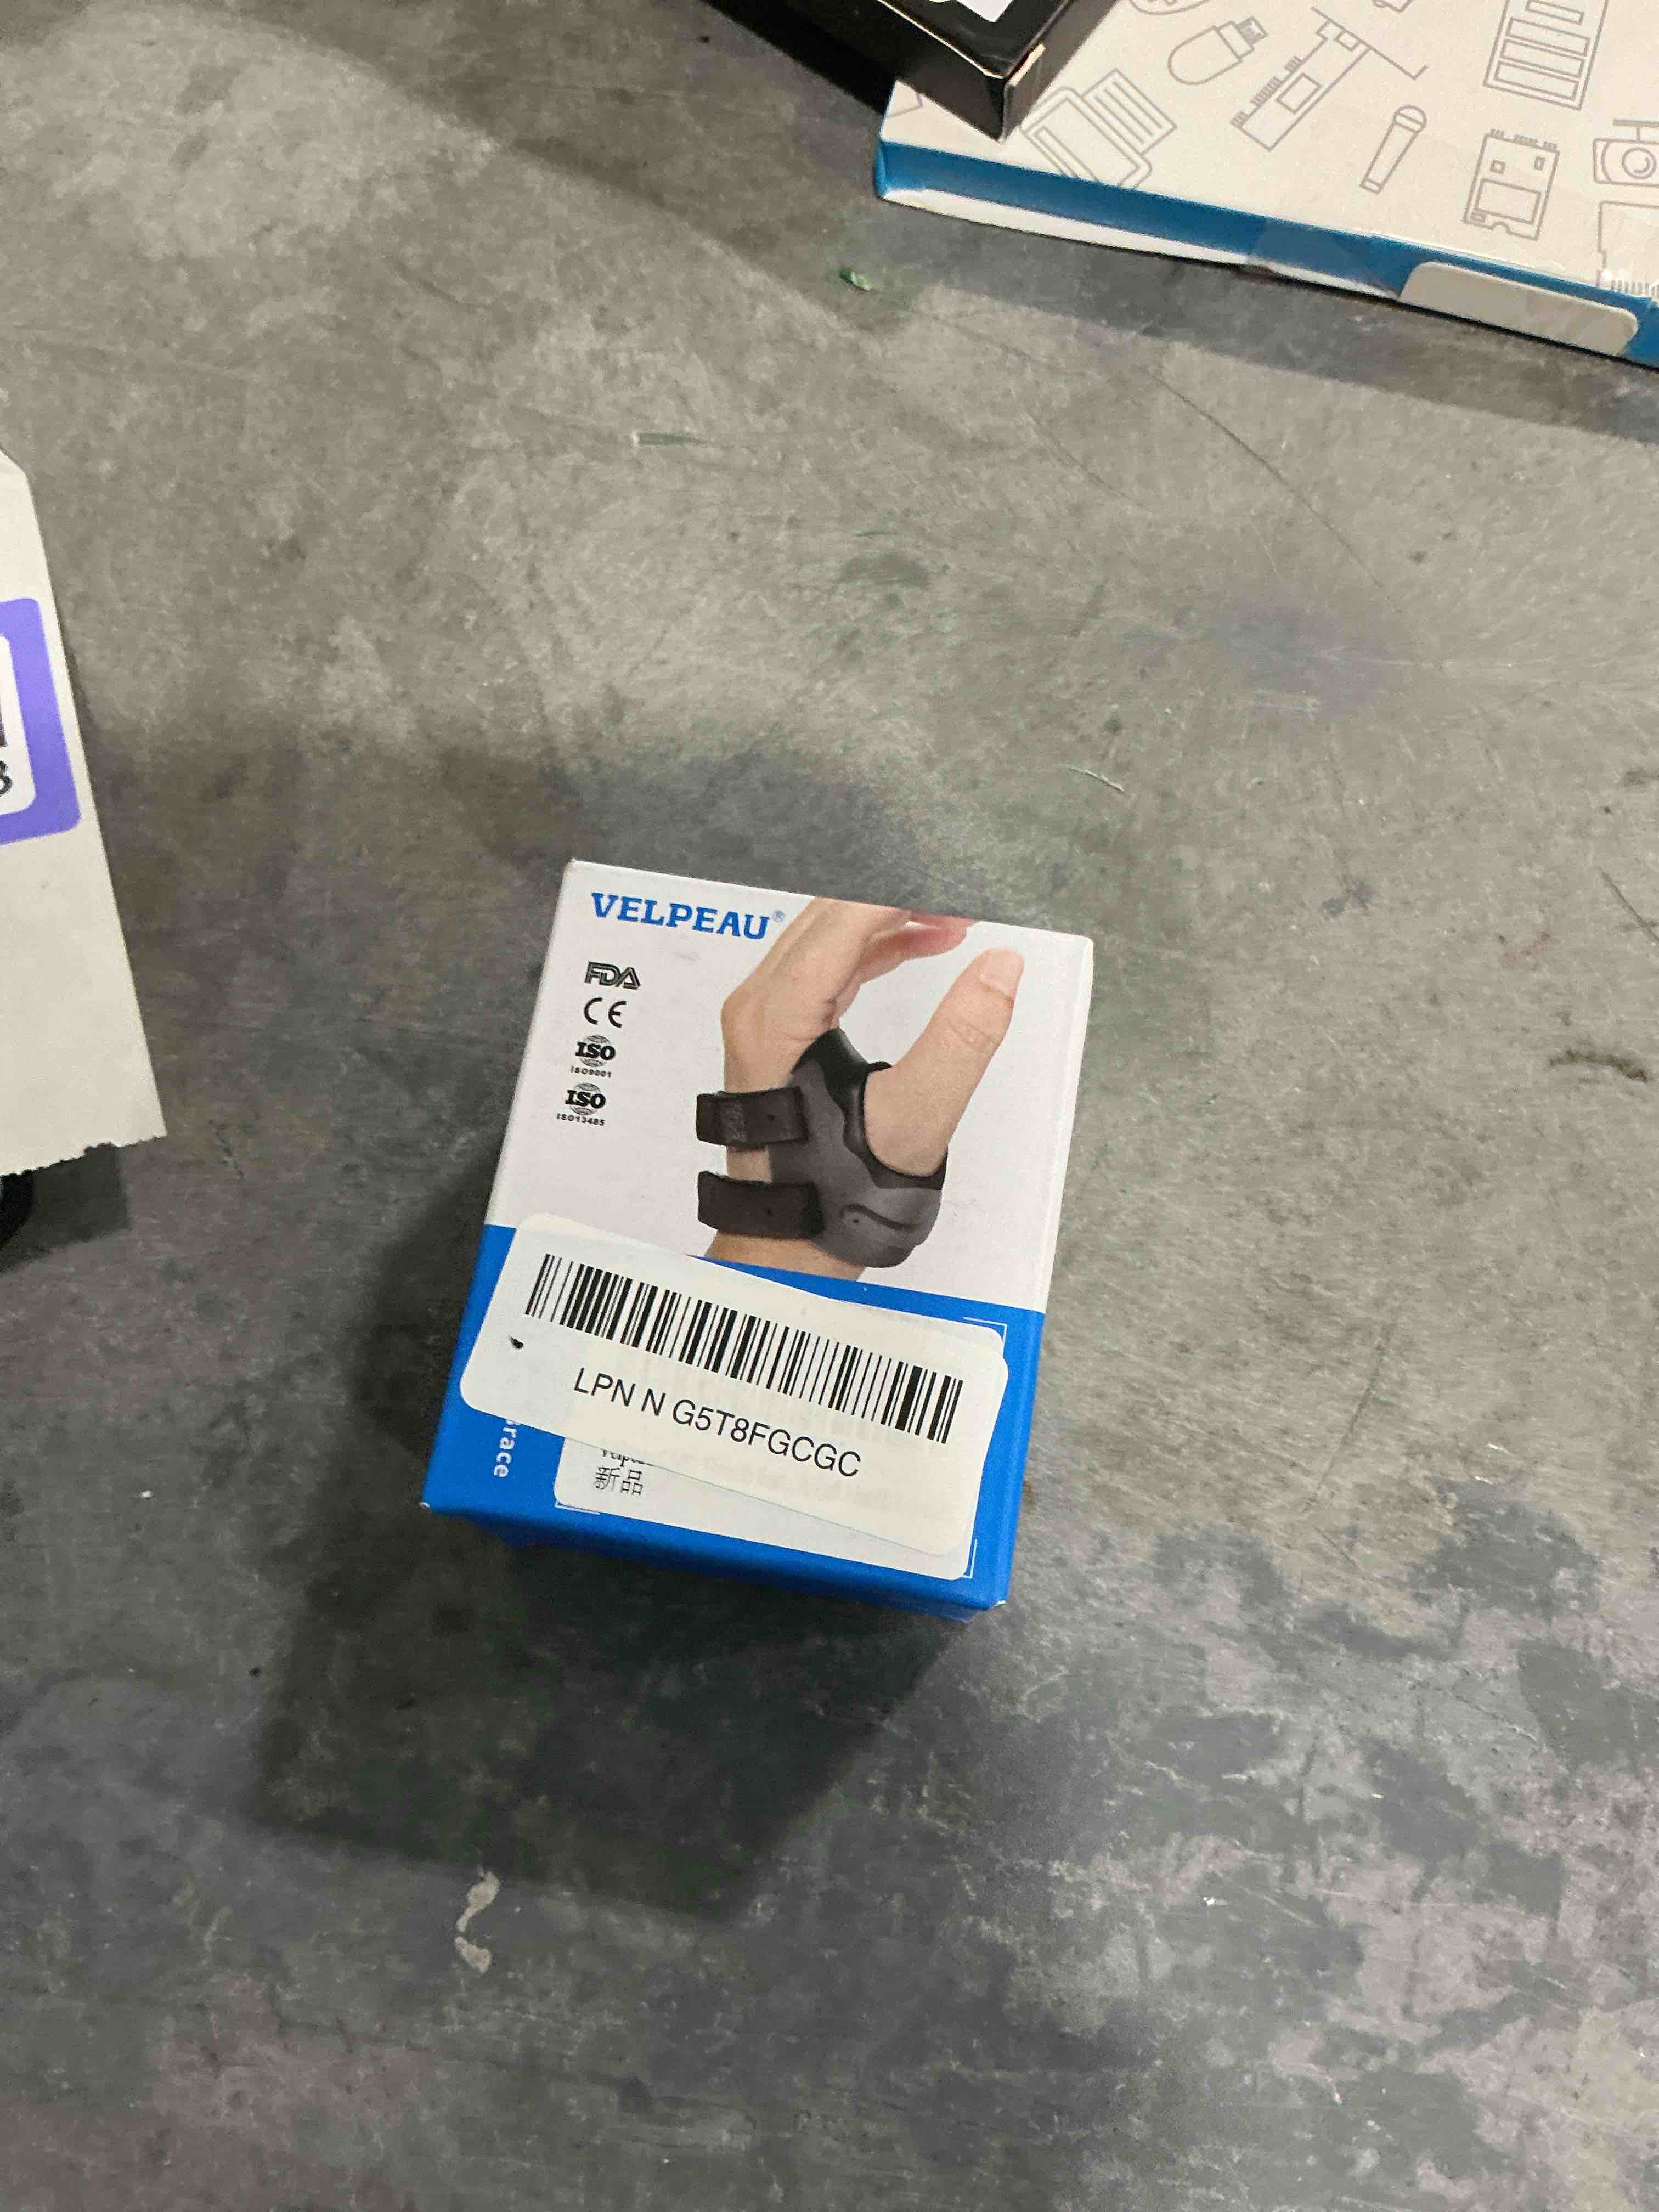 VELPEAU®
FDA
CE
ISO
ISO9001
ISO
ISO13485
LPN N G5T8FGCGC
新品